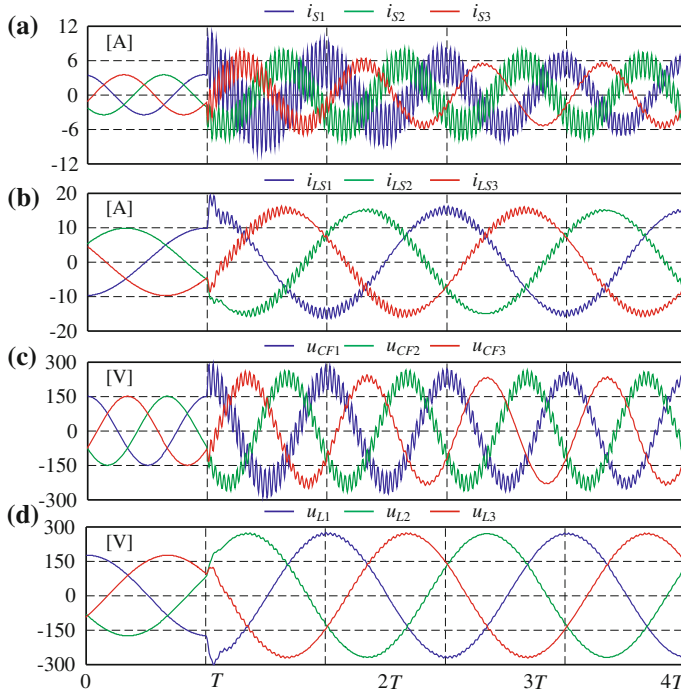 (a)
i_S1 i_S2 i_S3
[A]
12
6
0
-6
-12
(b)
i_LS1 i_LS2 i_LS3
[A]
20
10
0
-10
-20
(c)
u_CF1 u_CF2 u_CF3
[V]
300
150
0
-150
-300
(d)
u_L1 u_L2 u_L3
[V]
300
150
0
-150
-300
0 T 2T 3T 4T